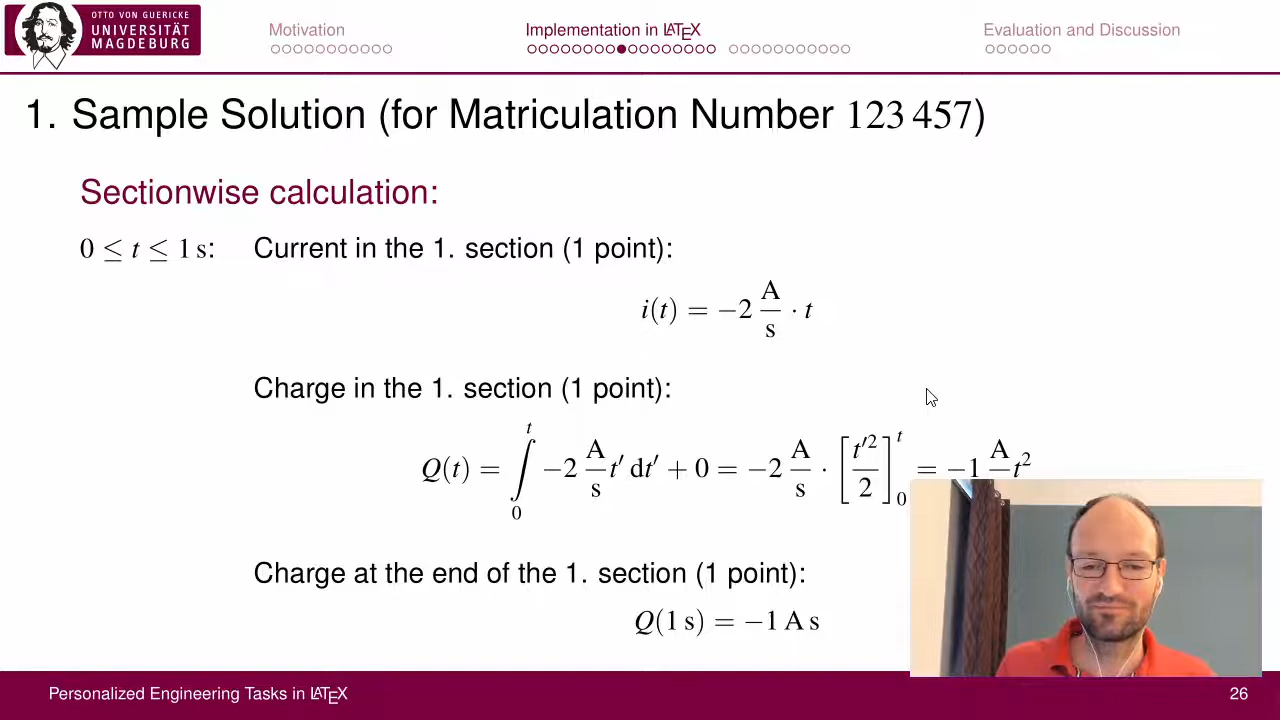 OTTO VON GUERICKE
UNIVERSITÄT
MAGDEBURG
Motivation
Implementation in LATEX
Evaluation and Discussion
1. Sample Solution (for Matriculation Number 123 457)
Sectionwise calculation:
0 ≤ t ≤ 1 s: Current in the 1. section (1 point):
i(t) = −2 A/s · t
Charge in the 1. section (1 point):
Q(t) = ∫₀ᵗ −2 A/s t′ dt′ + 0 = −2 A/s · [t′²/2]₀ᵗ = −1 A t²
Charge at the end of the 1. section (1 point):
Q(1 s) = −1 A s
Personalized Engineering Tasks in LATEX
26